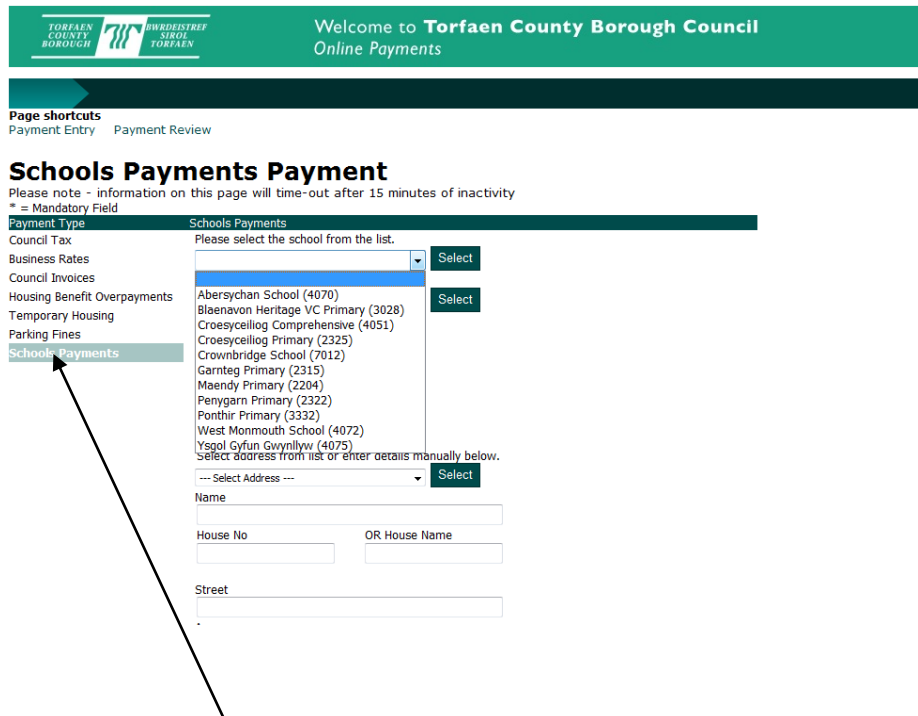 TORFAEN
COUNTY
BOROUGH
BWRDEISTREF
SIROL
TORFAEN
Welcome to Torfaen County Borough Council
Online Payments
Page shortcuts
Payment Entry Payment Review
Schools Payments Payment
Please note - information on this page will time-out after 15 minutes of inactivity
* = Mandatory Field
Payment Type Schools Payments
Council Tax
Business Rates
Council Invoices
Housing Benefit Overpayments
Temporary Housing
Parking Fines
Schools Payments
Please select the school from the list.
Select
Abersychan School (4070)
Blaenavon Heritage VC Primary (3028)
Croesyceiliog Comprehensive (4051)
Croesyceiliog Primary (2325)
Crownbridge School (7012)
Garnteg Primary (2315)
Maendy Primary (2204)
Penygarn Primary (2322)
Ponthir Primary (3332)
West Monmouth School (4072)
Ysgol Gyfun Gwynllyw (4075)
Select
Select address from list or enter details manually below.
--- Select Address --- Select
Name
House No OR House Name
Street